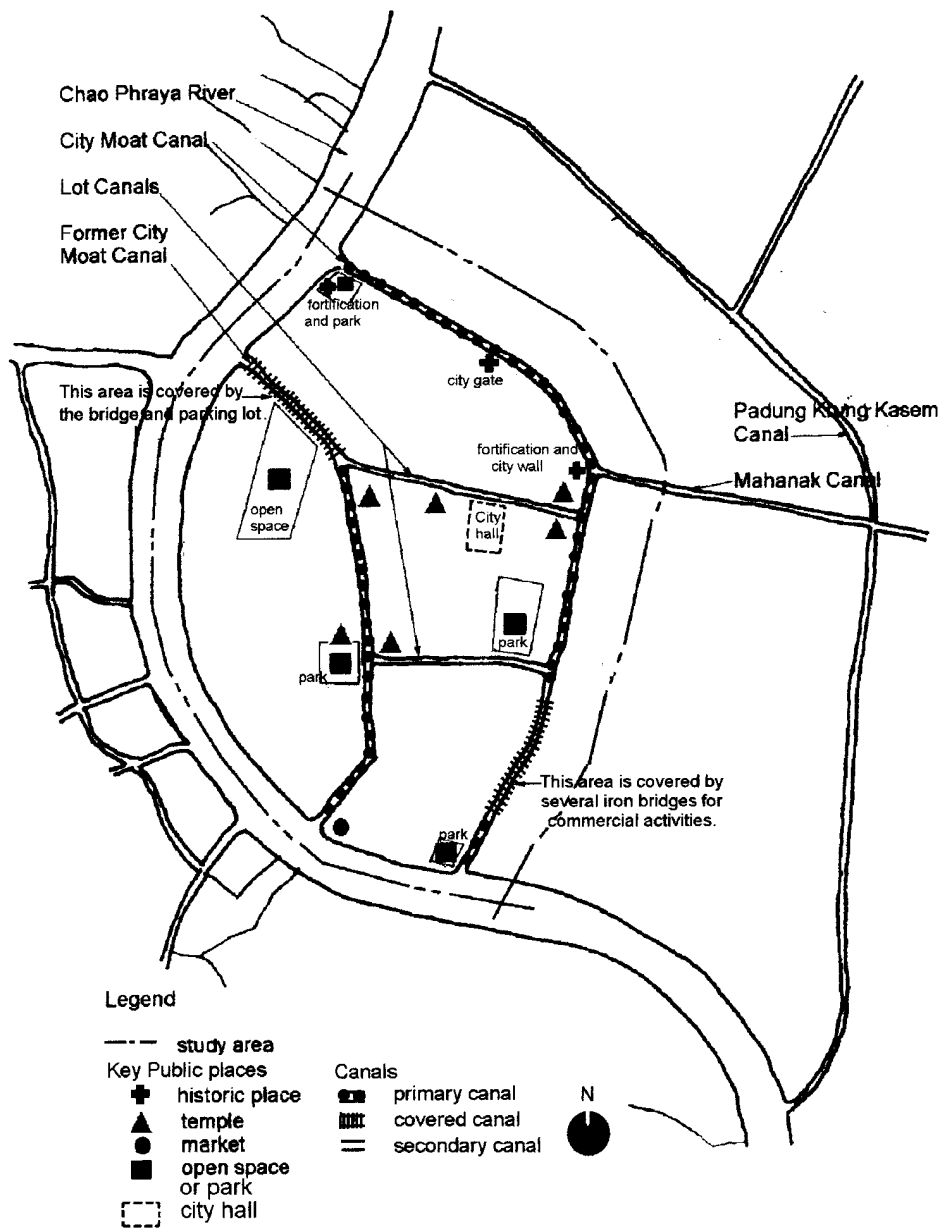 Chao Phraya River
City Moat Canal
Lot Canals
Former City
Moat Canal
fortification
and park
city gate
This area is covered by
the bridge and parking lot.
Padung Krung Kasem
Canal
fortification and
city wall
Mahanak Canal
open
space
City
hall
park
park
This area is covered by
several iron bridges for
commercial activities.
park
Legend
study area
Key Public places
historic place
temple
market
open space
or park
city hall
Canals
primary canal
covered canal
secondary canal
N